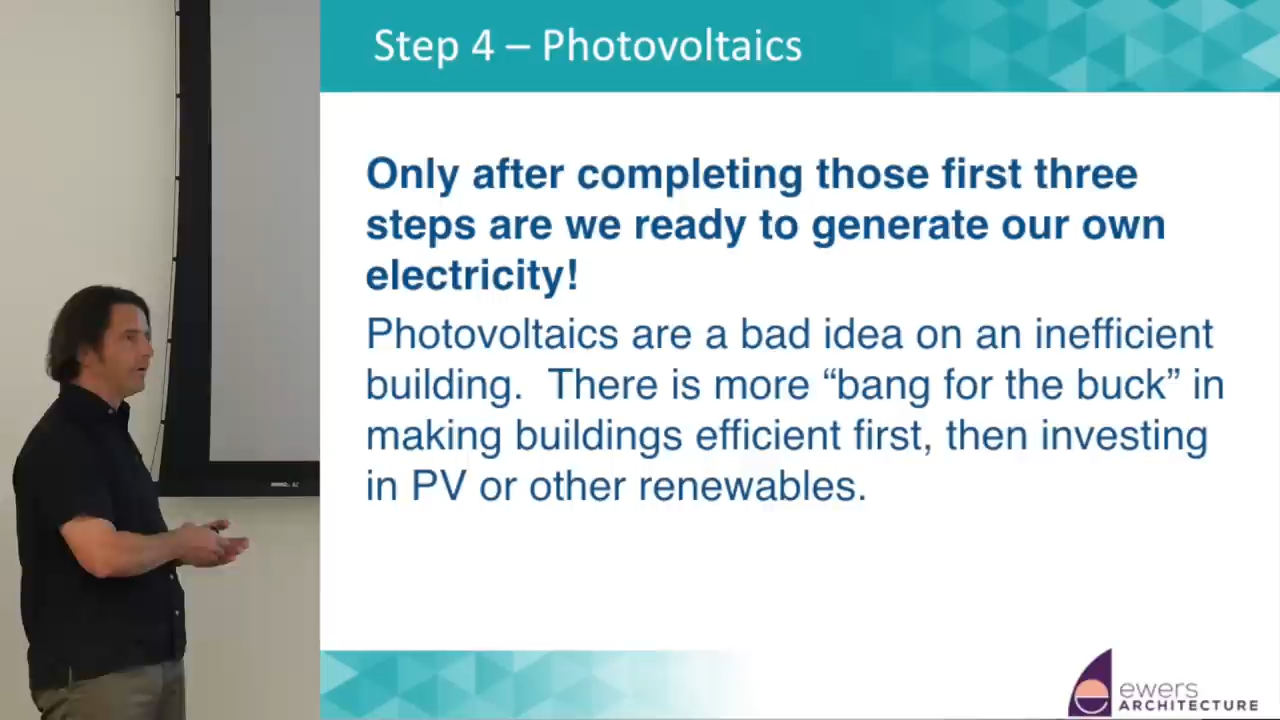 Step 4 – Photovoltaics
Only after completing those first three
steps are we ready to generate our own
electricity!
Photovoltaics are a bad idea on an inefficient
building.  There is more “bang for the buck” in
making buildings efficient first, then investing
in PV or other renewables.
ewers
ARCHITECTURE